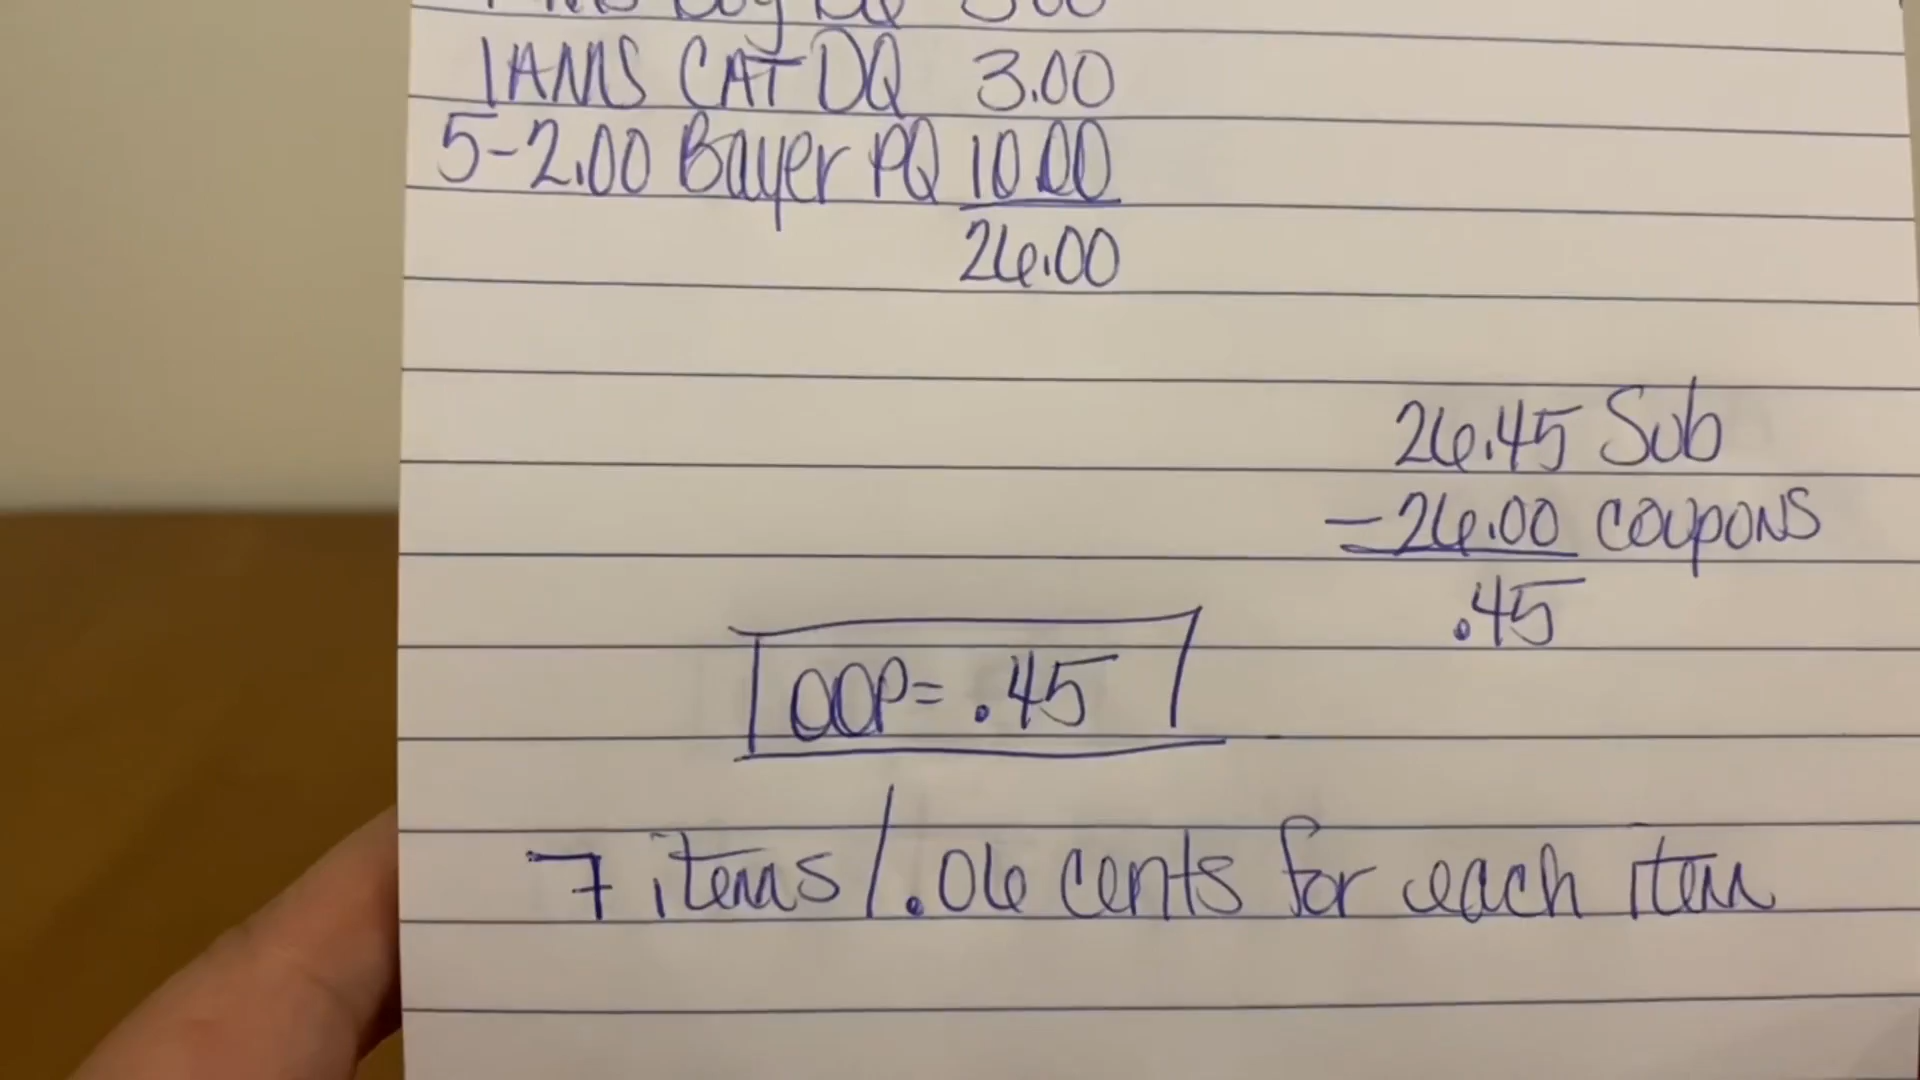 IAMS CAT DQ 3.00
5-2.00 Bayer PQ 10.00
26.00
26.45 Sub
-26.00 coupons
.45
OOP= .45
7 items/.06 cents for each item